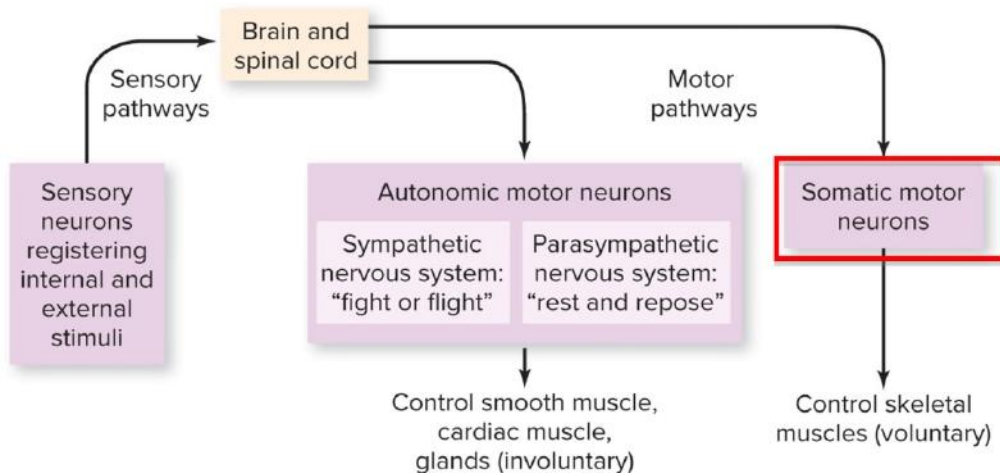 Brain and
spinal cord
Sensory
pathways
Motor
pathways
Sensory
neurons
registering
internal and
external
stimuli
Autonomic motor neurons
Sympathetic
nervous system:
“fight or flight”
Parasympathetic
nervous system:
“rest and repose”
Somatic motor
neurons
Control smooth muscle,
cardiac muscle,
glands (involuntary)
Control skeletal
muscles (voluntary)